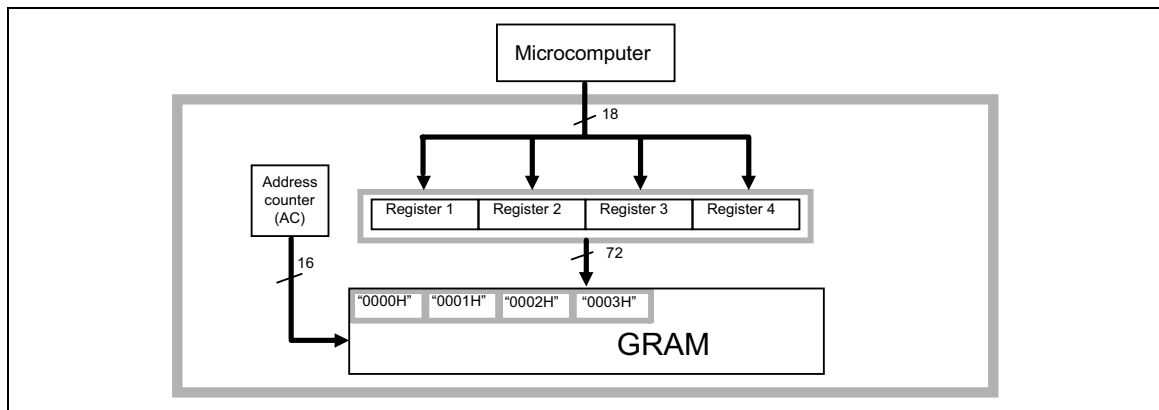 Microcomputer
18
Address
counter
(AC)
Register 1 Register 2 Register 3 Register 4
16
72
“0000H” “0001H” “0002H” “0003H”
GRAM